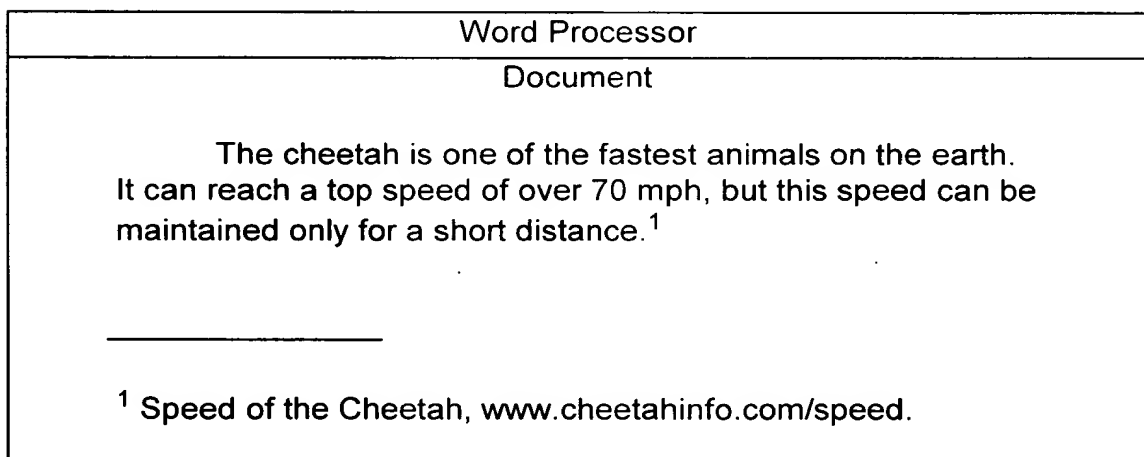 Word Processor
Document
The cheetah is one of the fastest animals on the earth.
It can reach a top speed of over 70 mph, but this speed can be
maintained only for a short distance.1
1 Speed of the Cheetah, www.cheetahinfo.com/speed.